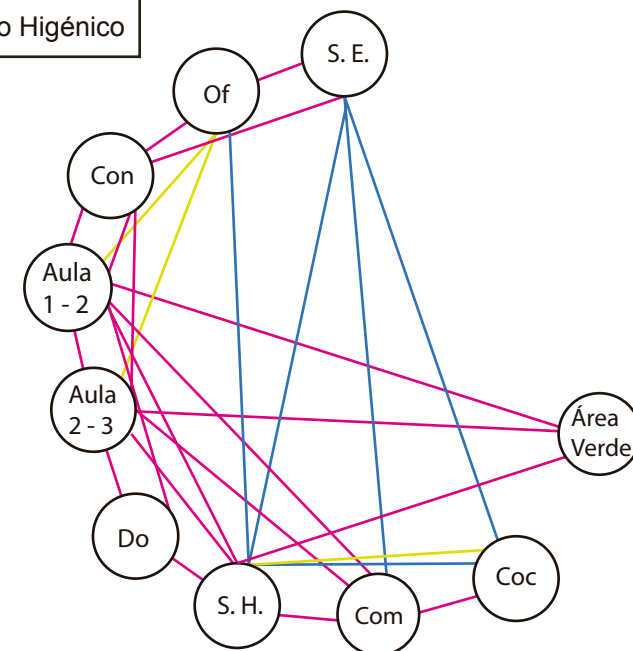 o Higénico
S. E.
Of
Con
Aula
1 - 2
Aula
2 - 3
Área
Verde
Do
Coc
S. H.
Com